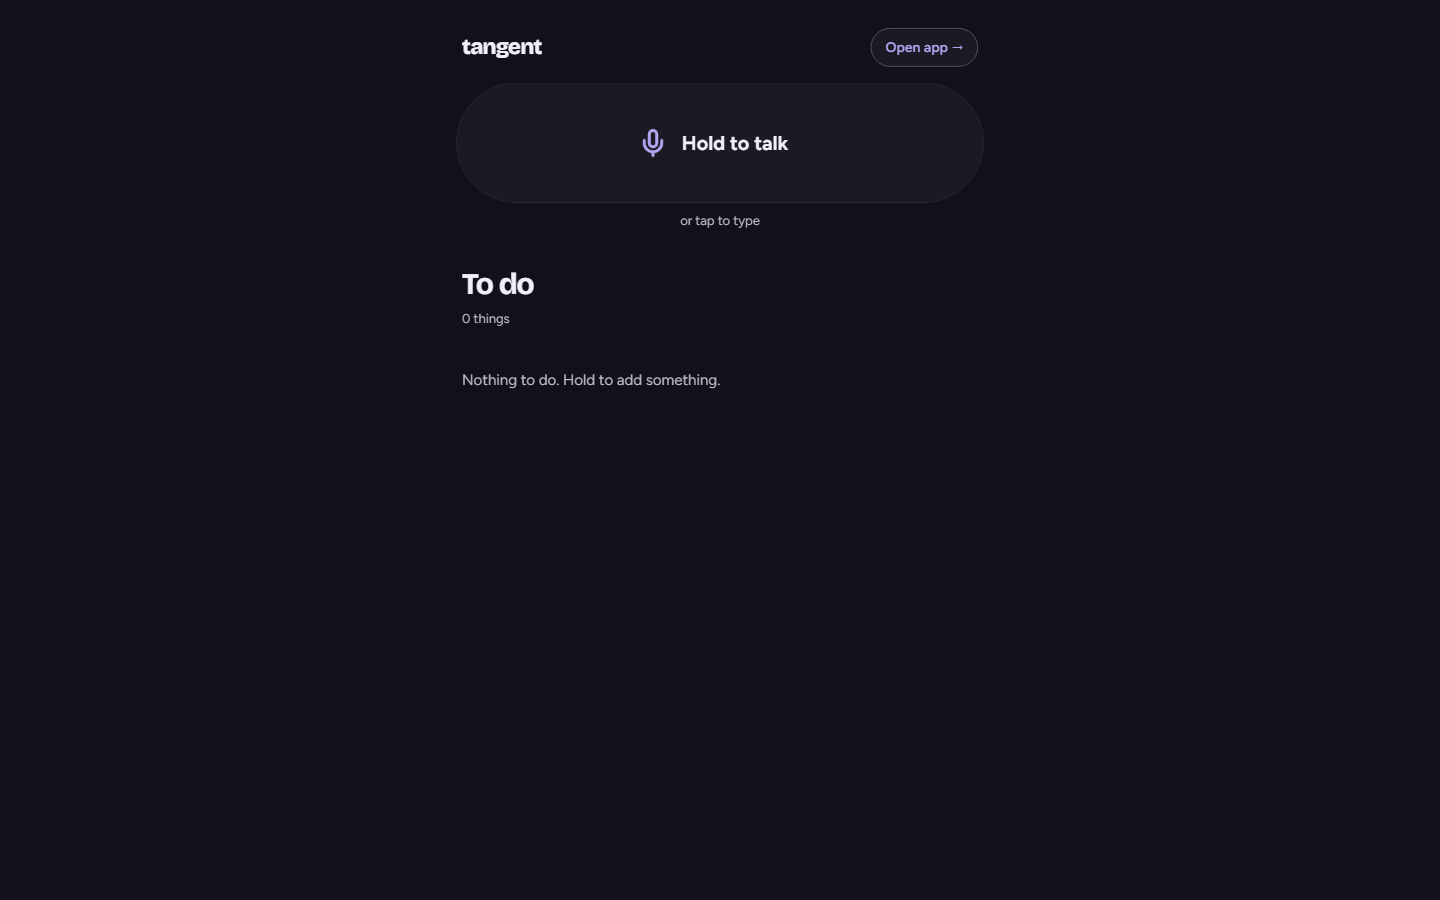 tangent
Open app →
Hold to talk
or tap to type
To do
0 things
Nothing to do. Hold to add something.